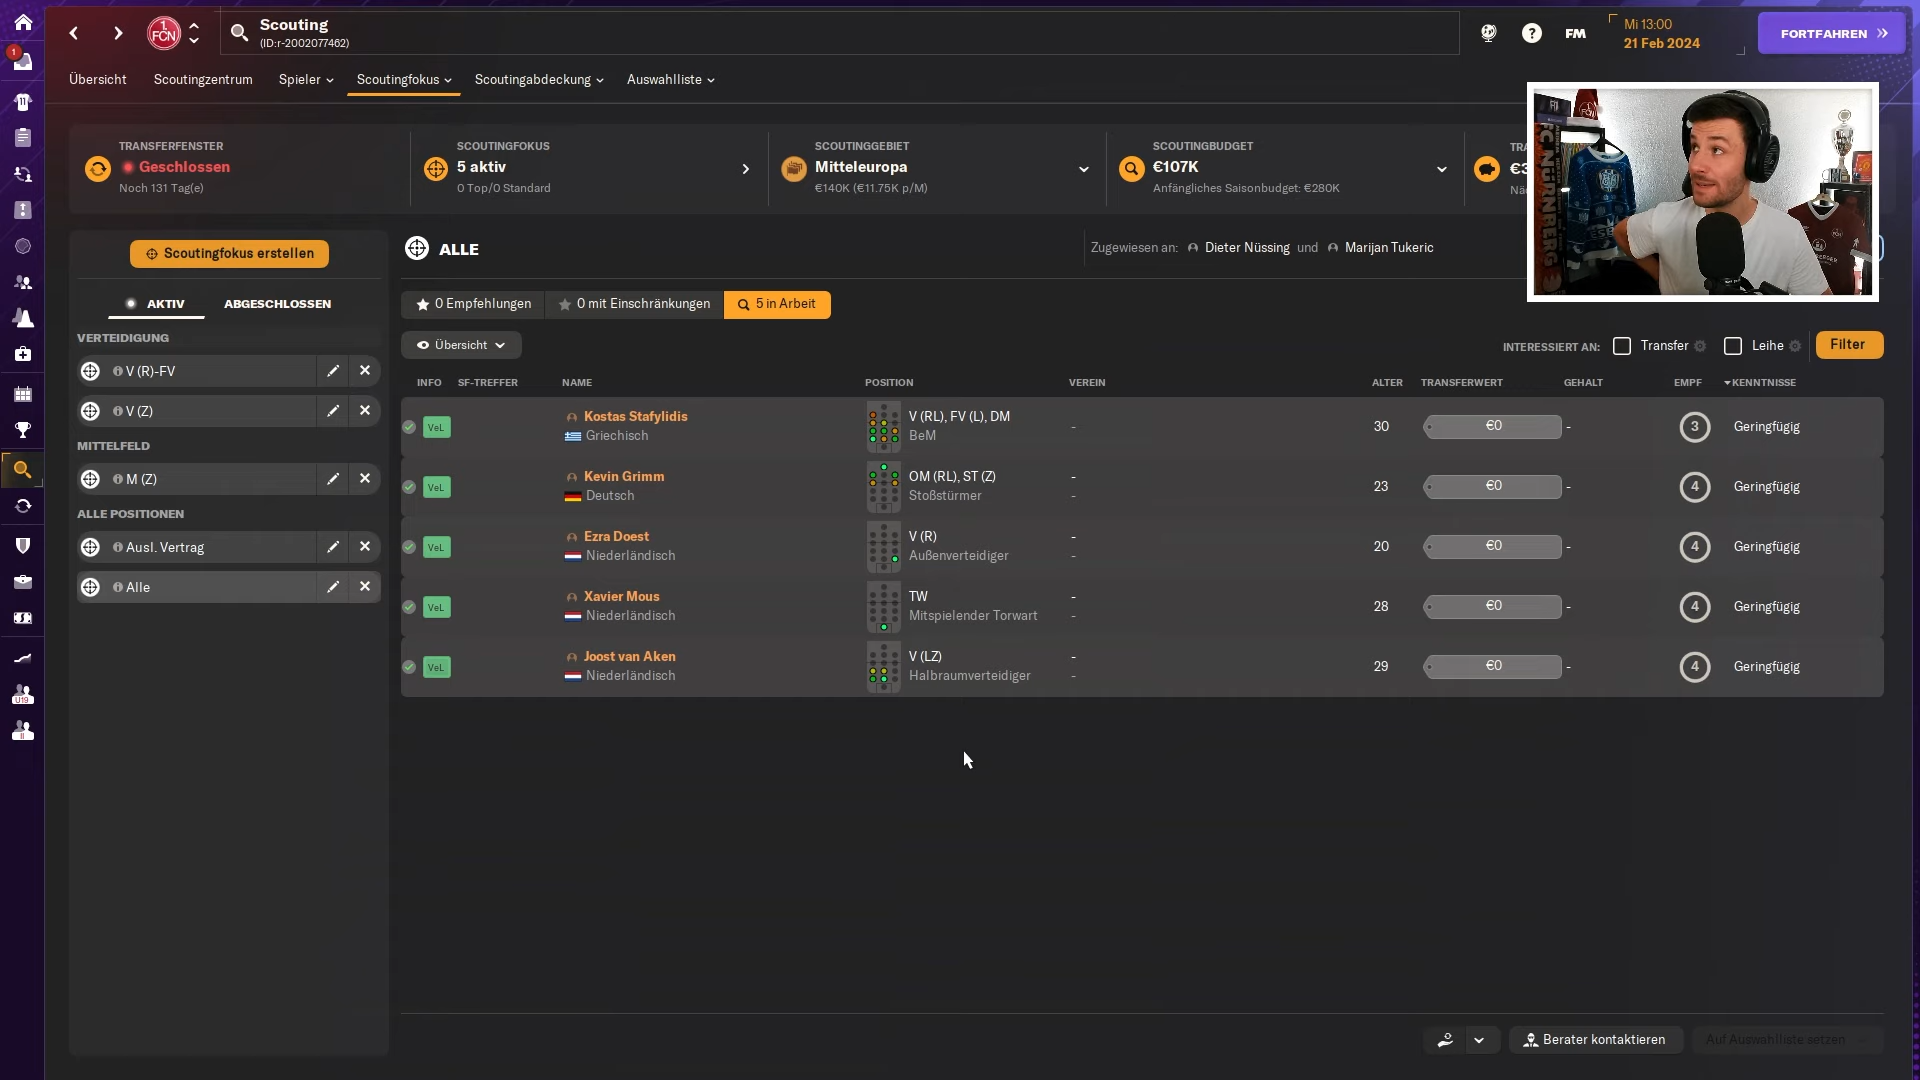 1. FCN
Scouting
(ID:r-2002077462)
FM
Mi 13:00
21 Feb 2024
FORTFAHREN
1
Übersicht Scoutingzentrum Spieler Scoutingfokus Scoutingabdeckung Auswahlliste
TRANSFERFENSTER
Geschlossen
Noch 131 Tag(e)
SCOUTINGFOKUS
5 aktiv
0 Top/0 Standard
SCOUTINGGEBIET
Mitteleuropa
€140K (€11.75K p/M)
SCOUTINGBUDGET
€107K
Anfängliches Saisonbudget: €280K
Scoutingfokus erstellen
AKTIV ABGESCHLOSSEN
VERTEIDIGUNG
V (R)-FV
V (Z)
MITTELFELD
M (Z)
ALLE POSITIONEN
Ausl. Vertrag
Alle
U19
II
ALLE
Zugewiesen an: Dieter Nüssing und Marijan Tukeric
0 Empfehlungen 0 mit Einschränkungen 5 in Arbeit
Übersicht
INTERESSIERT AN: Transfer Leihe Filter
INFO SF-TREFFER NAME POSITION VEREIN ALTER TRANSFERWERT GEHALT EMPF KENNTNISSE
VeL Kostas Stafylidis V (RL), FV (L), DM - 30 €0 - 3 Geringfügig
Griechisch BeM
VeL Kevin Grimm OM (RL), ST (Z) - 23 €0 - 4 Geringfügig
Deutsch Stoßstürmer -
VeL Ezra Doest V (R) - 20 €0 - 4 Geringfügig
Niederländisch Außenverteidiger -
VeL Xavier Mous TW - 28 €0 - 4 Geringfügig
Niederländisch Mitspielender Torwart -
VeL Joost van Aken V (LZ) - 29 €0 - 4 Geringfügig
Niederländisch Halbraumverteidiger -
Berater kontaktieren Auf Auswahlliste setzen